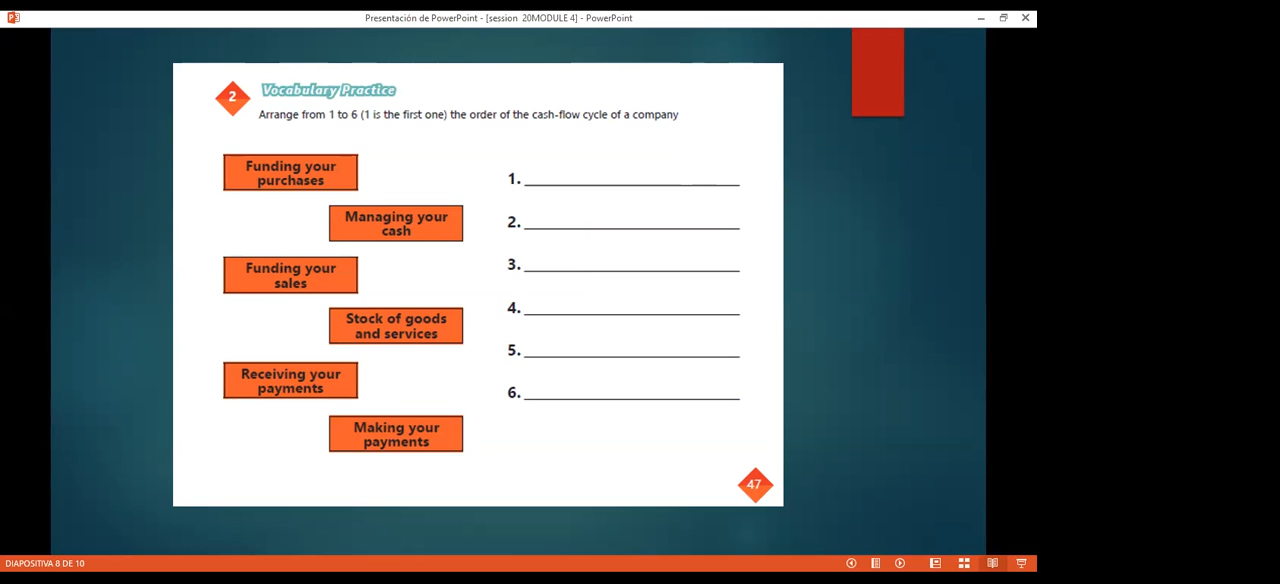 Presentación de PowerPoint - [session 20MODULE 4] - PowerPoint
2
Vocabulary Practice
Arrange from 1 to 6 (1 is the first one) the order of the cash-flow cycle of a company
Funding your
purchases
Managing your
cash
Funding your
sales
Stock of goods
and services
Receiving your
payments
Making your
payments
1.
2.
3.
4.
5.
6.
47
DIAPOSITIVA 8 DE 10